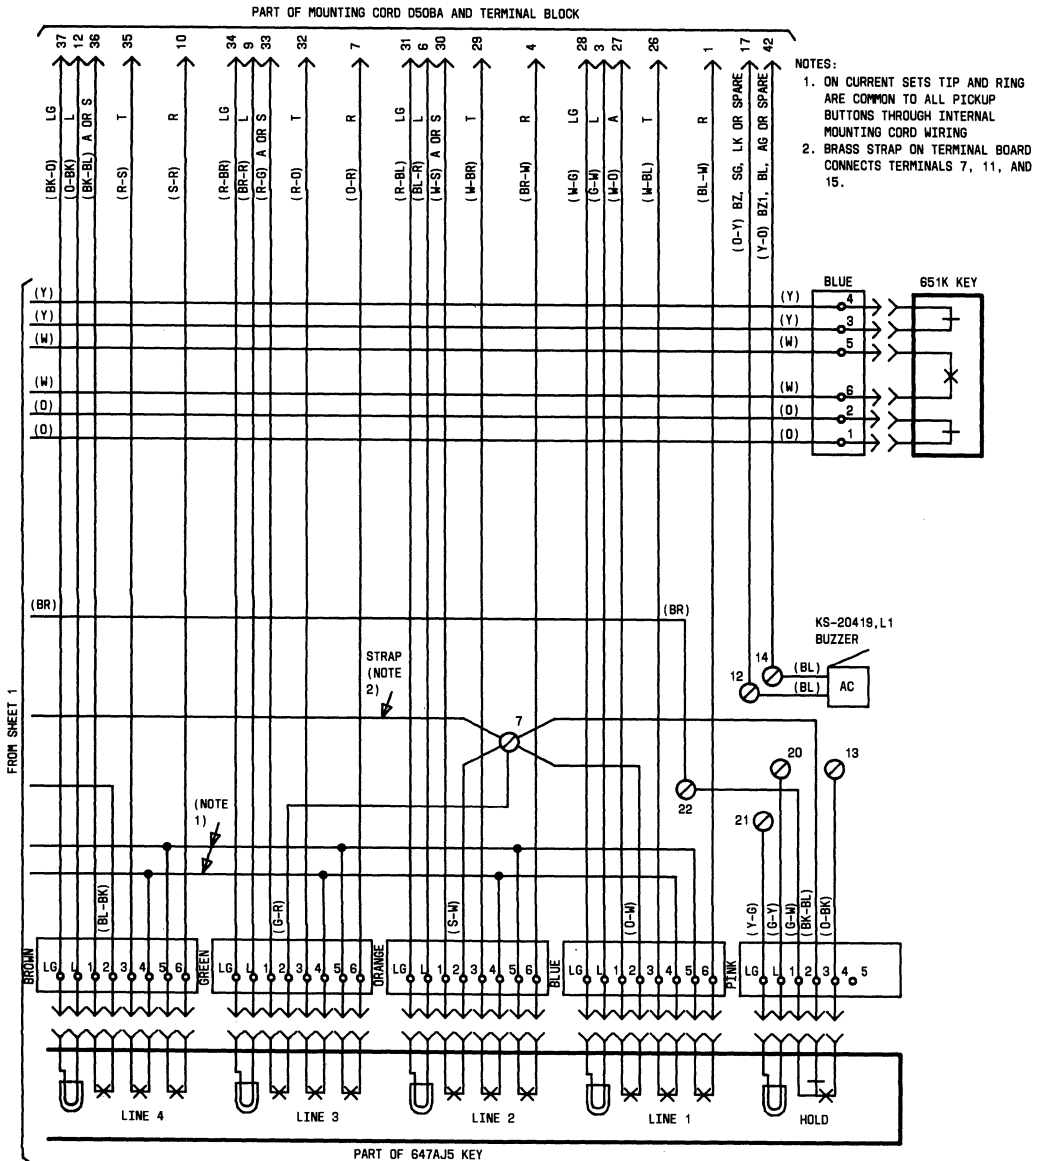 PART OF MOUNTING CORD D50BA AND TERMINAL BLOCK
37 12 36 35 10 34 9 33 32 7 31 6 30 29 4 28 3 27 26 1 17 42
(BK-O) LG
(O-BK) L
(BK-BL) A OR S
(R-S) T
(S-R) R
(R-BR) LG
(BR-R) L
(R-G) A OR S
(R-O) T
(O-R) R
(R-BL) LG
(BL-R) L
(W-S) A OR S
(W-BR) T
(BR-W) R
(W-G) LG
(G-W) L
(W-O) A
(W-BL) T
(BL-W) R
(O-Y) BZ, SG, LK OR SPARE
(Y-O) BZ1, BL, AG OR SPARE
NOTES:
1. ON CURRENT SETS TIP AND RING
ARE COMMON TO ALL PICKUP
BUTTONS THROUGH INTERNAL
MOUNTING CORD WIRING
2. BRASS STRAP ON TERMINAL BOARD
CONNECTS TERMINALS 7, 11, AND
15.
BLUE 651K KEY
(Y) (Y) 4
(Y) (Y) 3
(W) (W) 5
(W) (W) 6
(O) (O) 2
(O) (O) 1
(BR) (BR)
KS-20419,L1
BUZZER
14 (BL)
12 (BL) AC
STRAP
(NOTE
2)
FROM SHEET 1
7
20 13
22
21
(NOTE
1)
(BL-BK) (G-R) (S-W) (O-W) (Y-G) (G-Y) (G-W) (BK-BL) (O-BK)
BROWN LG L 1 2 3 4 5 6
GREEN LG L 1 2 3 4 5 6
ORANGE LG L 1 2 3 4 5 6
BLUE LG L 1 2 3 4 5 6
PINK LG L 1 2 3 4 5
LINE 4 LINE 3 LINE 2 LINE 1 HOLD
PART OF 647AJ5 KEY